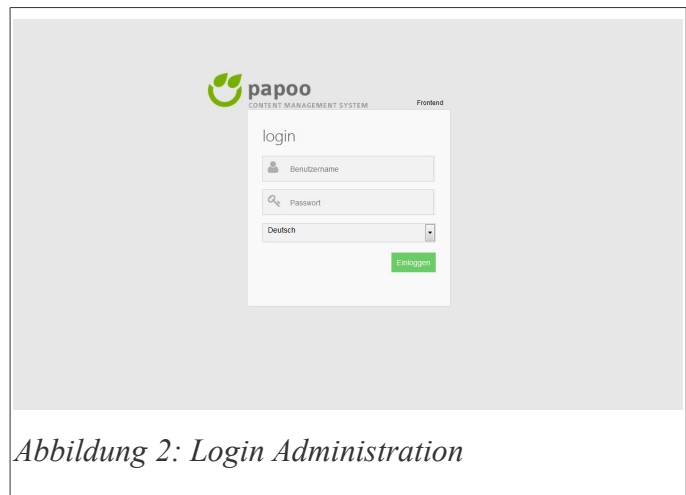 papoo
CONTENT MANAGEMENT SYSTEM
Frontend
login
Benutzername
Passwort
Deutsch
Einloggen
Abbildung 2: Login Administration